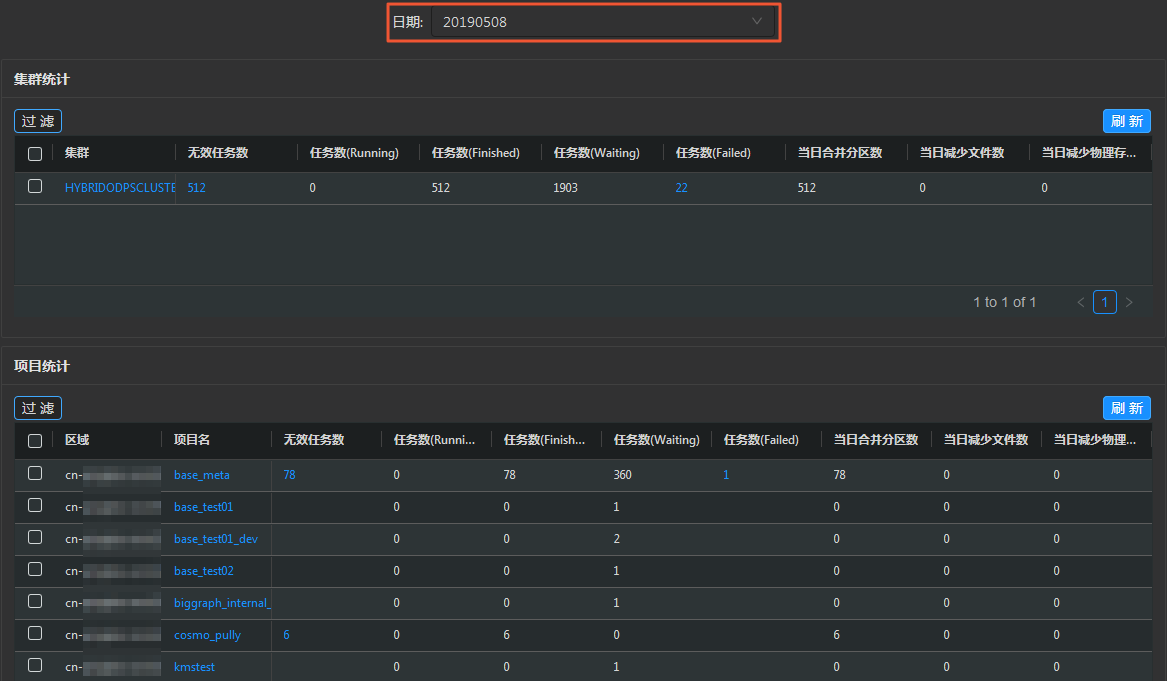 日期: 20190508
集群统计
过 滤 刷 新
集群 无效任务数 任务数(Running) 任务数(Finished) 任务数(Waiting) 任务数(Failed) 当日合并分区数 当日减少文件数 当日减少物理存...
HYBRIDODPSCLUSTE 512 0 512 1903 22 512 0 0
1 to 1 of 1 < 1 >
项目统计
过 滤 刷 新
区域 项目名 无效任务数 任务数(Runni... 任务数(Finish... 任务数(Waiting) 任务数(Failed) 当日合并分区数 当日减少文件数 当日减少物理...
cn- base_meta 78 0 78 360 1 78 0 0
cn- base_test01 0 0 1 0 0 0
cn- base_test01_dev 0 0 2 0 0 0
cn- base_test02 0 0 1 0 0 0
cn- biggraph_internal_ 0 0 1 0 0 0
cn- cosmo_pully 6 0 6 0 6 0 0
cn- kmstest 0 0 1 0 0 0